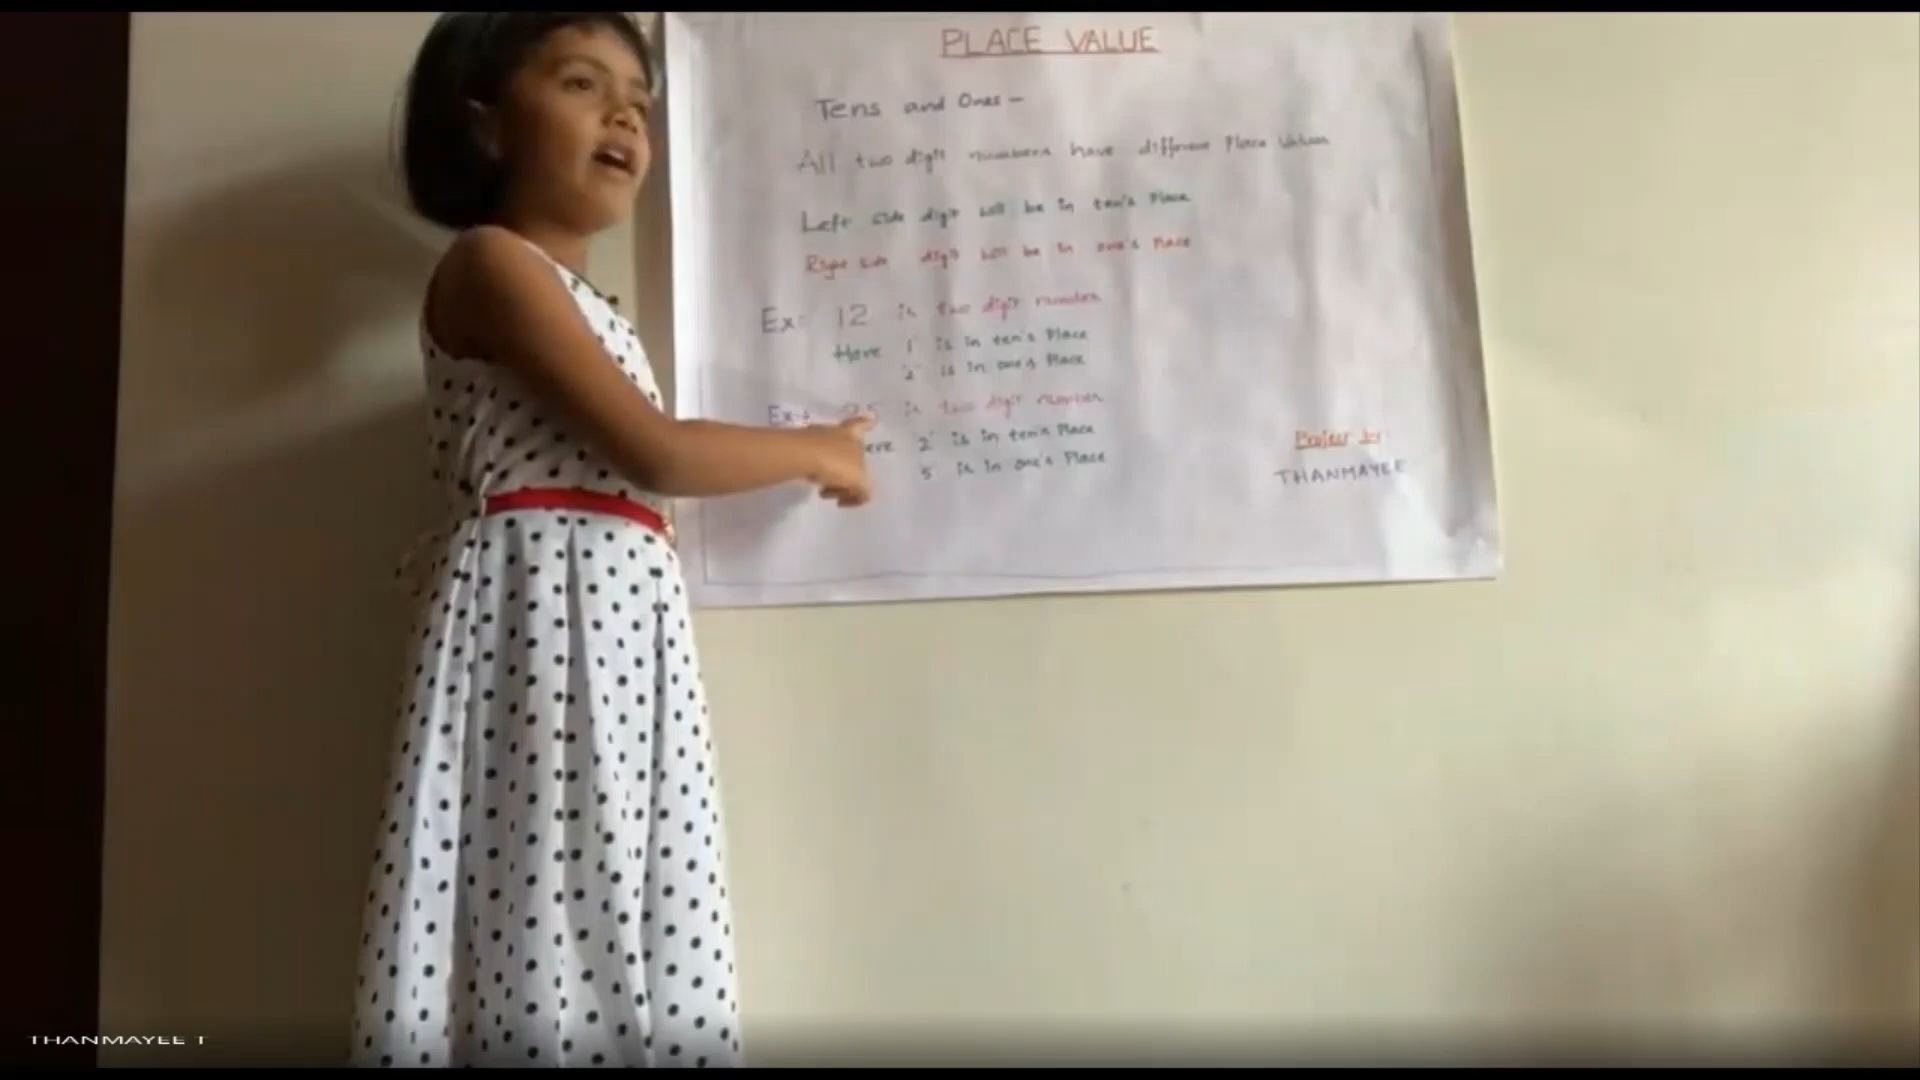 PLACE VALUE
Tens and Ones –
All two digit numbers have different Place Values
Left side digit will be in ten's Place
Right side digit will be in one's Place
Ex: 12 is two digit number
Here 1 is in ten's Place
2 is in one's Place
Ex: 25 is two digit number
ere 2 is in ten's Place
5 is in one's Place
Project by:
THANMAYEE
THANMAYEE T